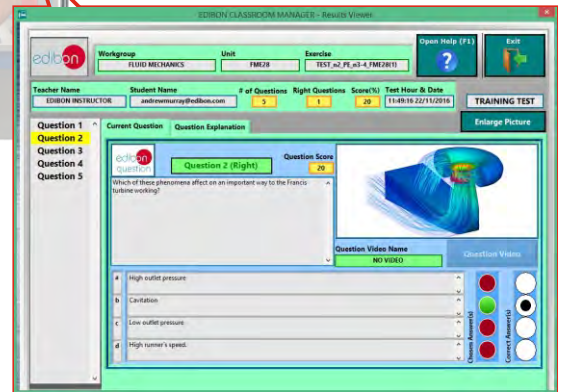 EDIBON CLASSROOM MANAGER - Results Viewer
edibon
Workgroup
FLUID MECHANICS
Unit
FME28
Exercise
TEST_n2_PE_n3-4_FME28(1)
Open Help (F1)
?
Exit
Teacher Name
EDIBON INSTRUCTOR
Student Name
andrewmurray@edibon.com
# of Questions
5
Right Questions
1
Score(%)
20
Test Hour & Date
11:49:16 22/11/2016
TRAINING TEST
Enlarge Picture
Question 1
Question 2
Question 3
Question 4
Question 5
Current Question
Question Explanation
edibon
question
Question 2 (Right)
Question Score
20
Which of these phenomena affect on an important way to the Francis
turbine working?
Question Video Name
NO VIDEO
Question Video
a High outlet pressure
b Cavitation
c Low outlet pressure
d High runner's speed.
Chosen Answer(s)
Correct Answer(s)